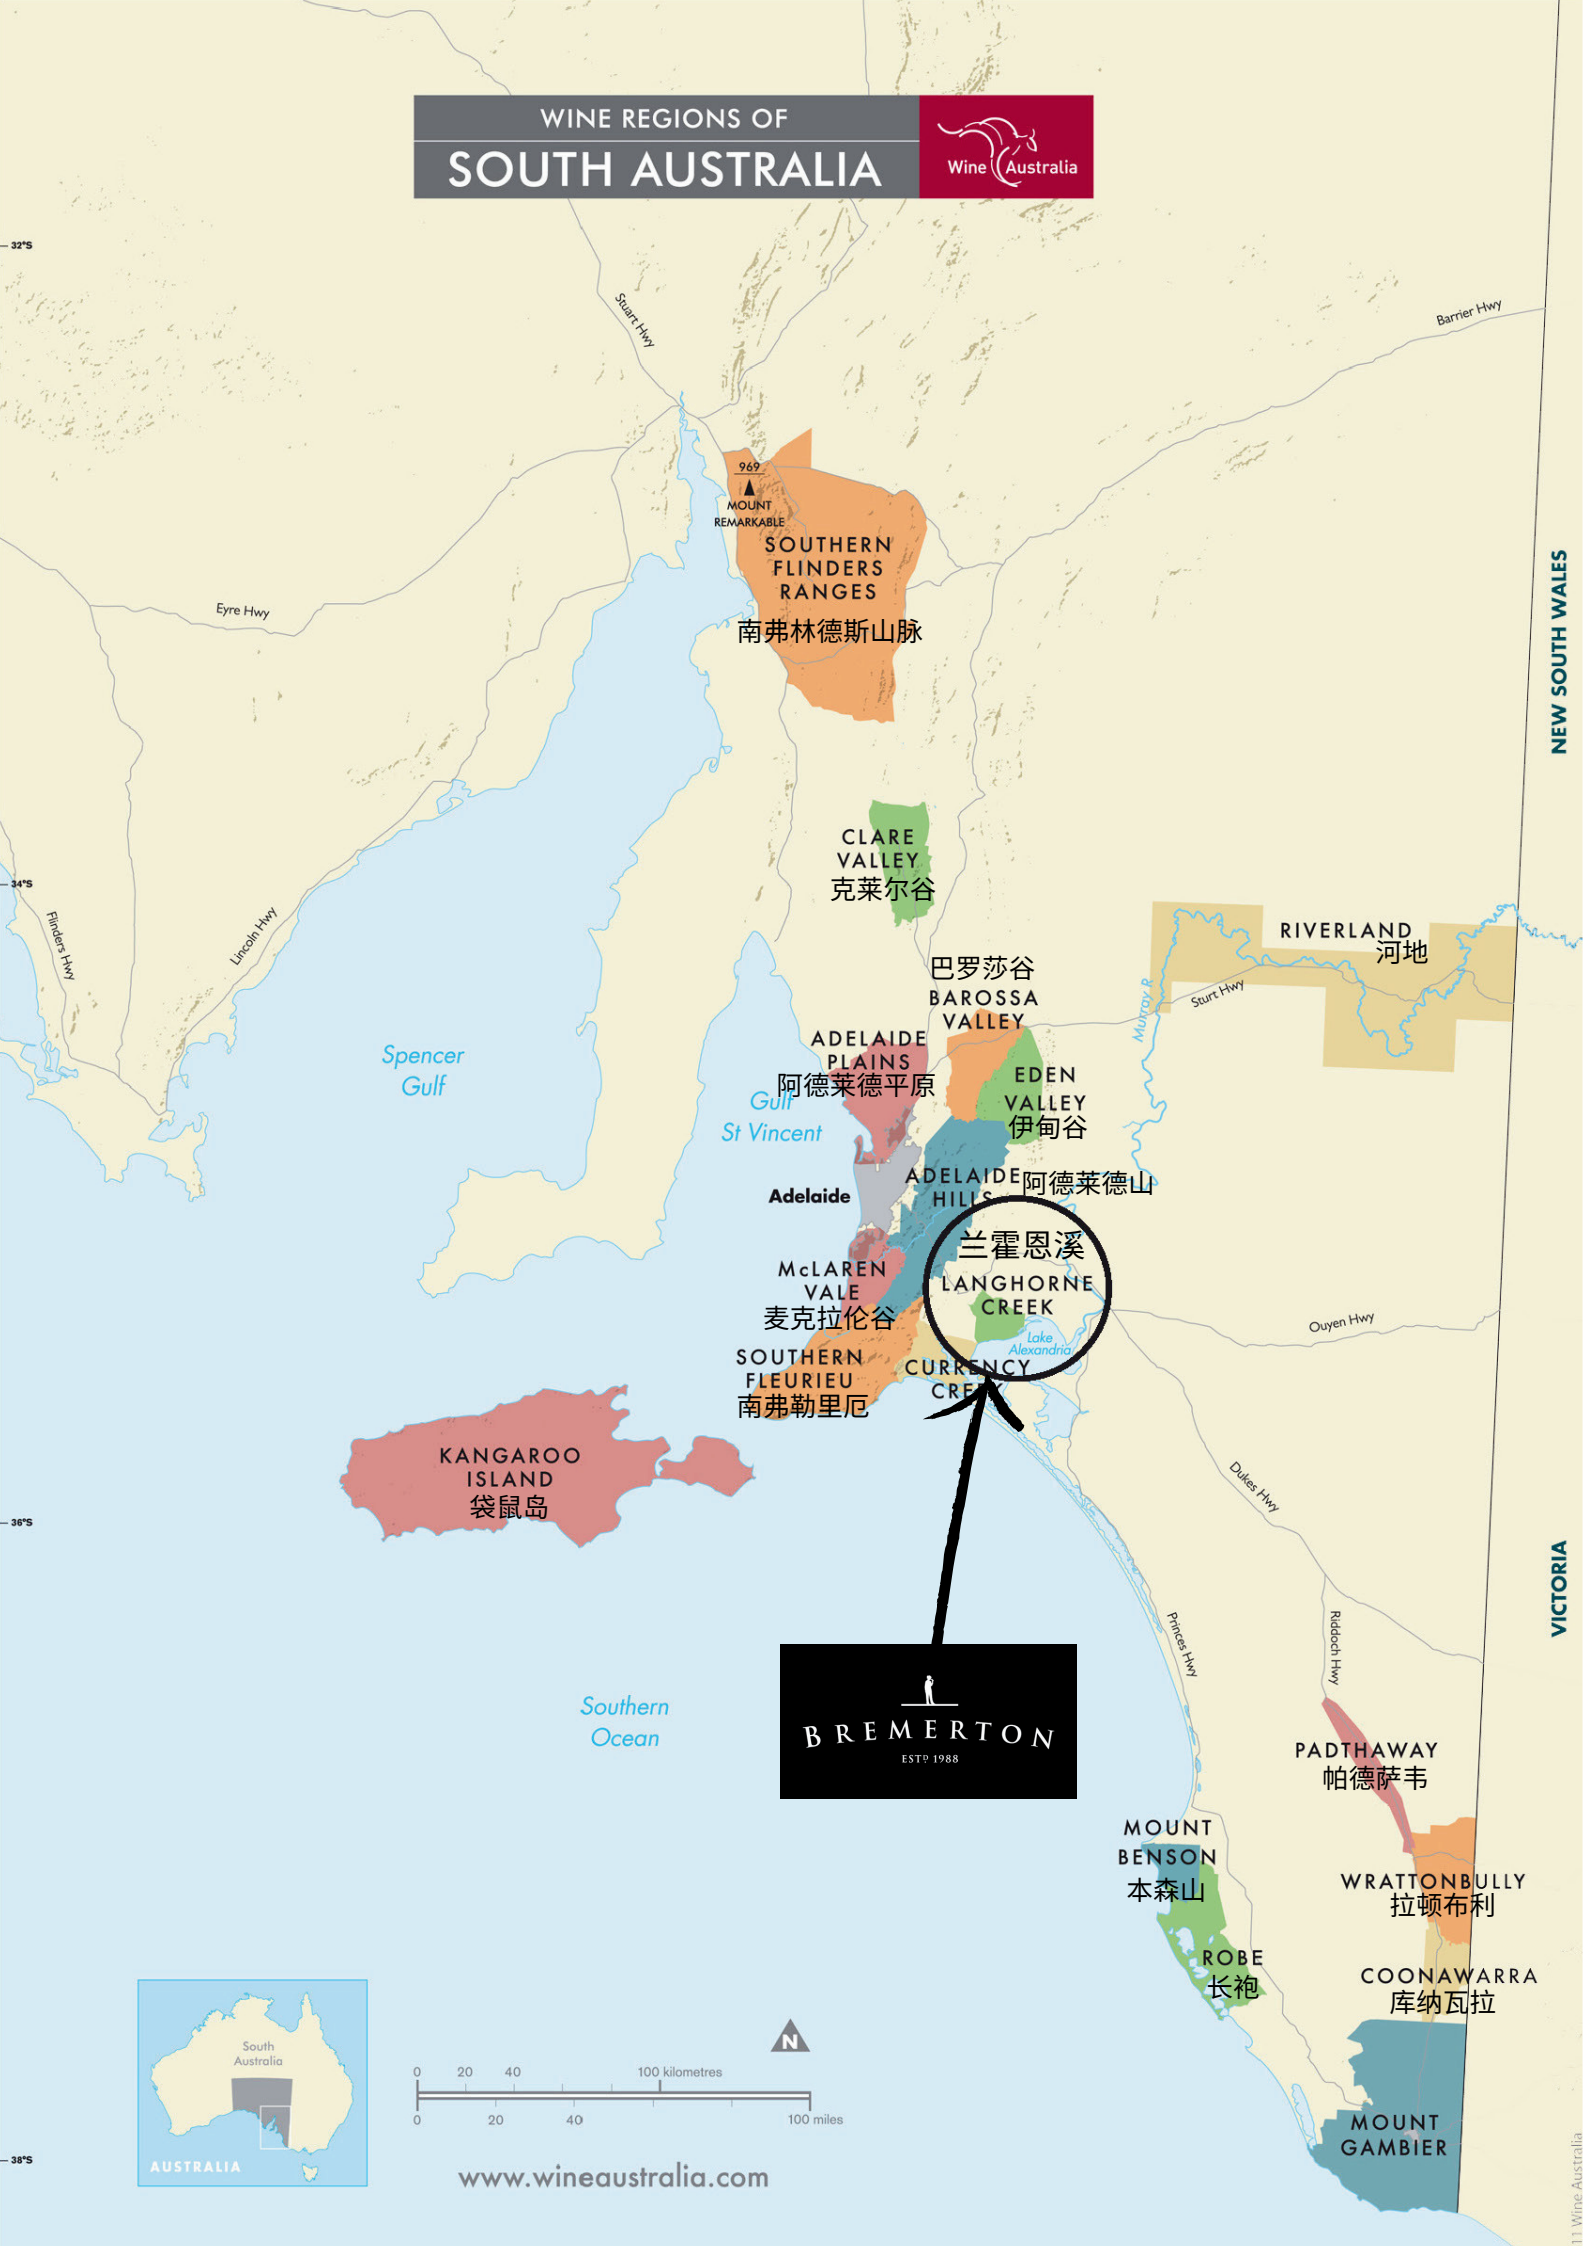 WINE REGIONS OF
SOUTH AUSTRALIA
Wine Australia
32°S
Stuart Hwy
Barrier Hwy
969
MOUNT
REMARKABLE
SOUTHERN
FLINDERS
RANGES
南弗林德斯山脉
Eyre Hwy
NEW SOUTH WALES
CLARE
VALLEY
克莱尔谷
34°S
Flinders Hwy
Lincoln Hwy
RIVERLAND
河地
Sturt Hwy
Murray R
巴罗莎谷
BAROSSA
VALLEY
ADELAIDE
PLAINS
阿德莱德平原
EDEN
VALLEY
伊甸谷
Spencer
Gulf
Gulf
St Vincent
Adelaide
ADELAIDE
HILLS
阿德莱德山
兰霍恩溪
LANGHORNE
CREEK
Lake
Alexandria
McLAREN
VALE
麦克拉伦谷
Ouyen Hwy
SOUTHERN
FLEURIEU
南弗勒里厄
CURRENCY
CREEK
KANGAROO
ISLAND
袋鼠岛
36°S
Dukes Hwy
VICTORIA
Princes Hwy
Riddoch Hwy
Southern
Ocean
BREMERTON
ESTD 1988
PADTHAWAY
帕德萨韦
MOUNT
BENSON
本森山
WRATTONBULLY
拉顿布利
ROBE
长袍
COONAWARRA
库纳瓦拉
MOUNT
GAMBIER
South
Australia
AUSTRALIA
N
0 20 40 100 kilometres
0 20 40 100 miles
38°S
www.wineaustralia.com
11 Wine Australia